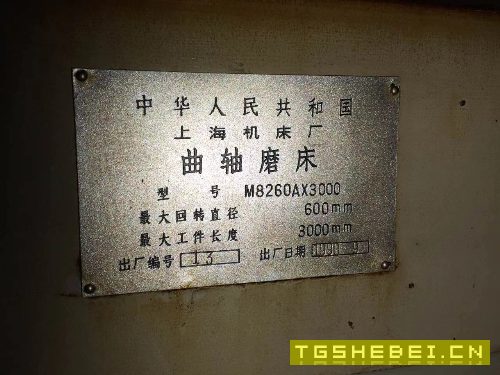 中华人民共和国
上海机床厂
曲轴磨床
型号 M8260AX3000
最大回转直径 600mm
最大工件长度 3000mm
出厂编号 13 出厂日期
TGSHEBEI.CN